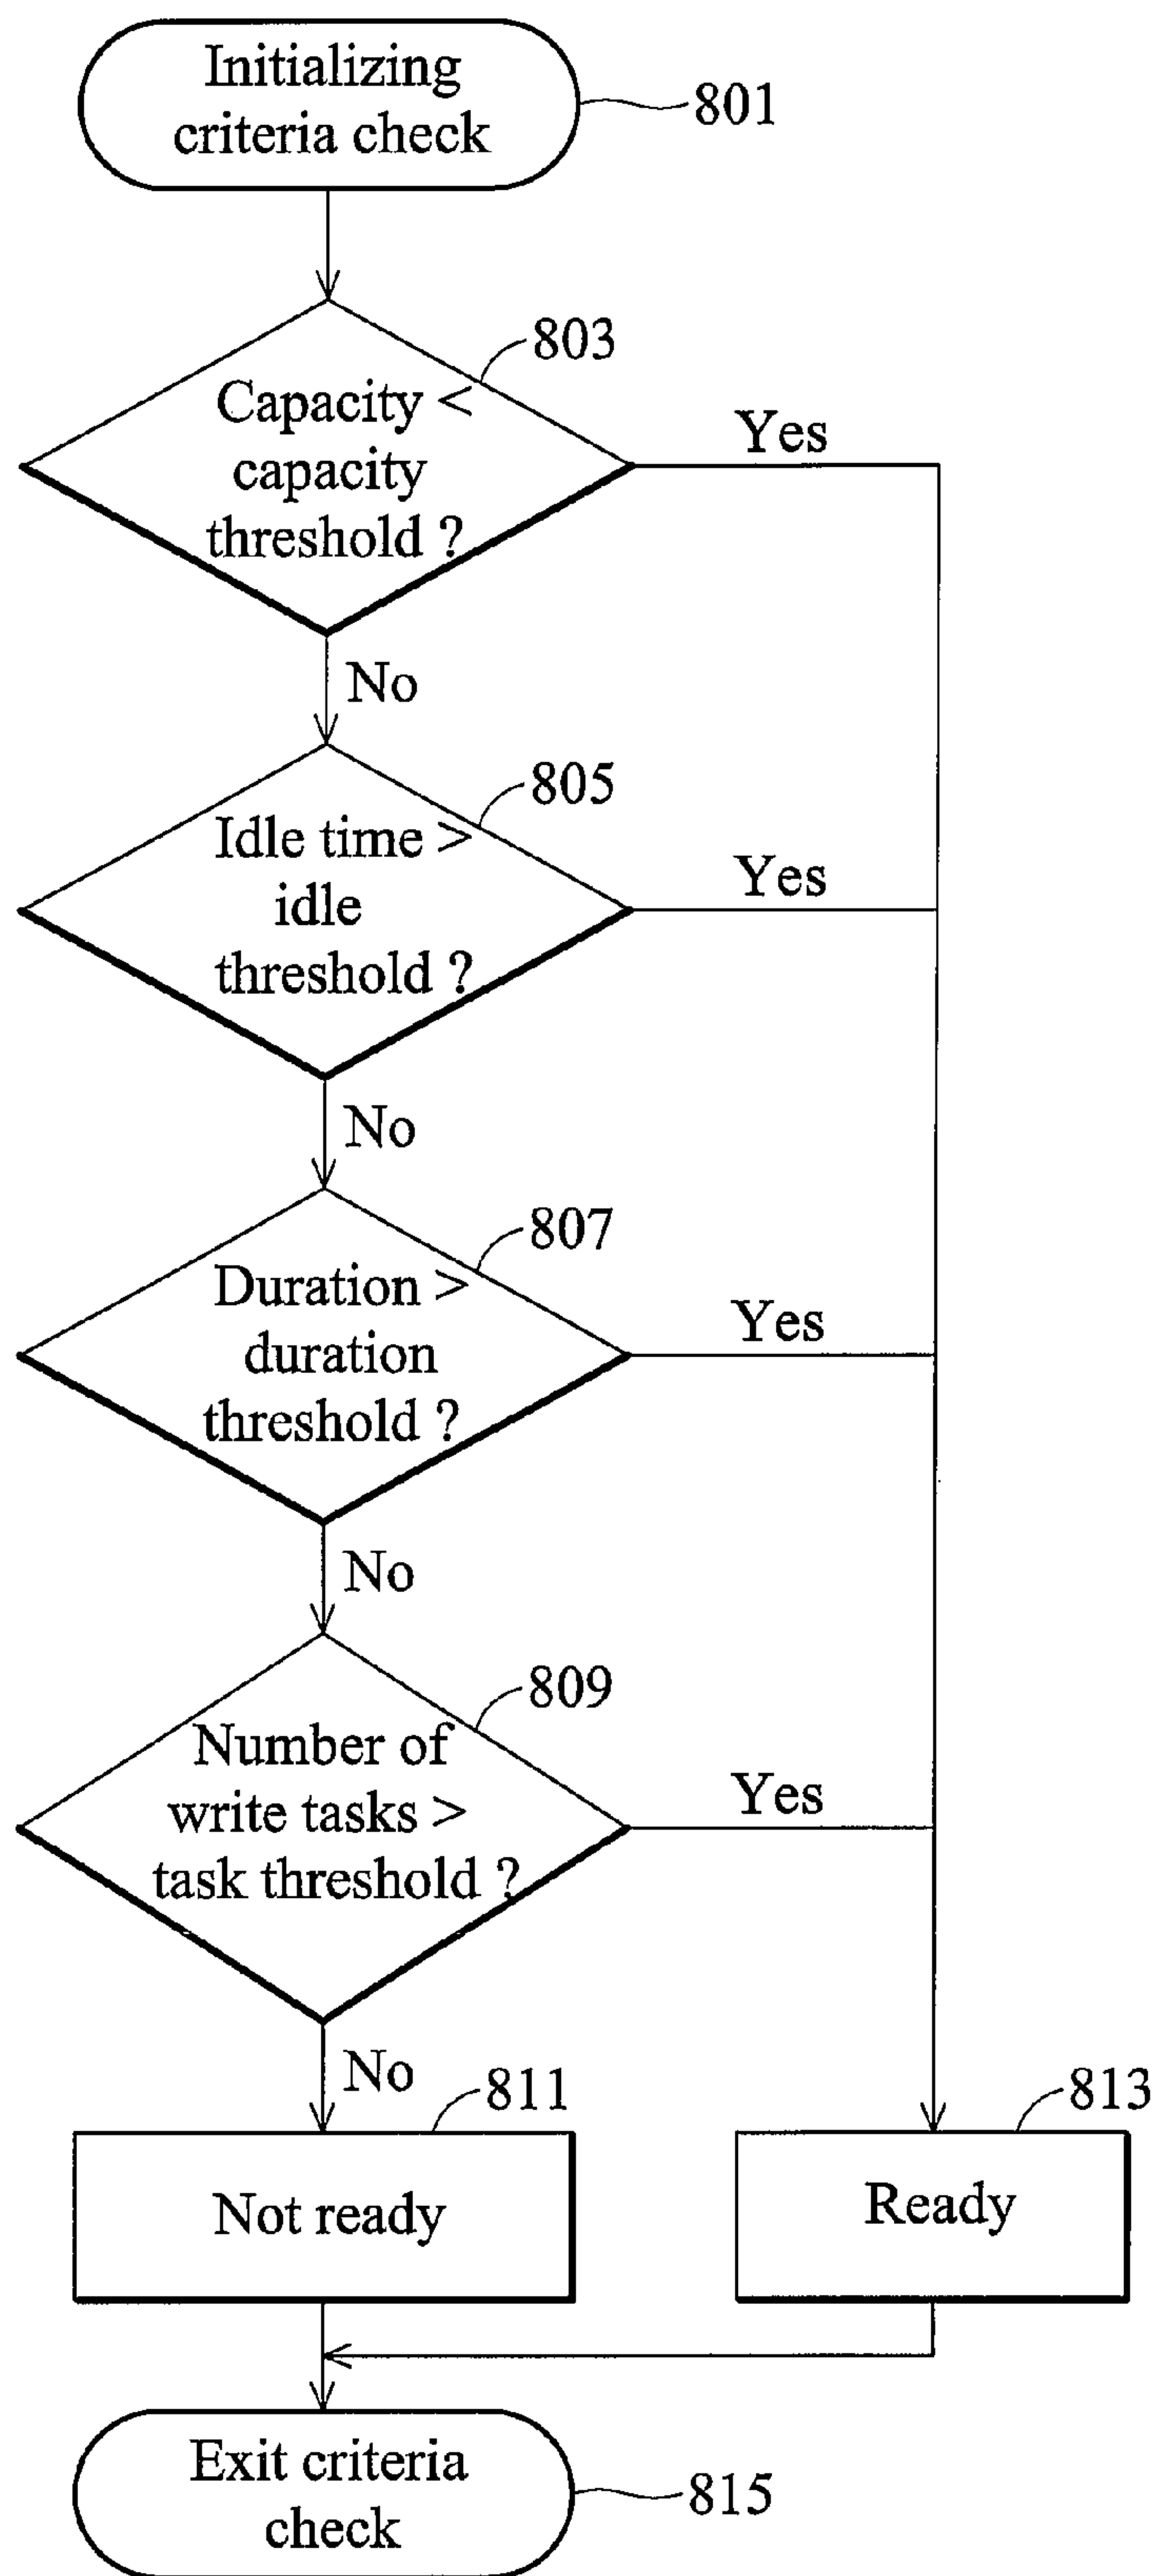 Initializing
criteria check
801
803
Capacity <
capacity
threshold ?
Yes
No
805
Idle time >
idle
threshold ?
Yes
No
807
Duration >
duration
threshold ?
Yes
No
809
Number of
write tasks >
task threshold ?
Yes
No
811
813
Not ready
Ready
Exit criteria
check
815